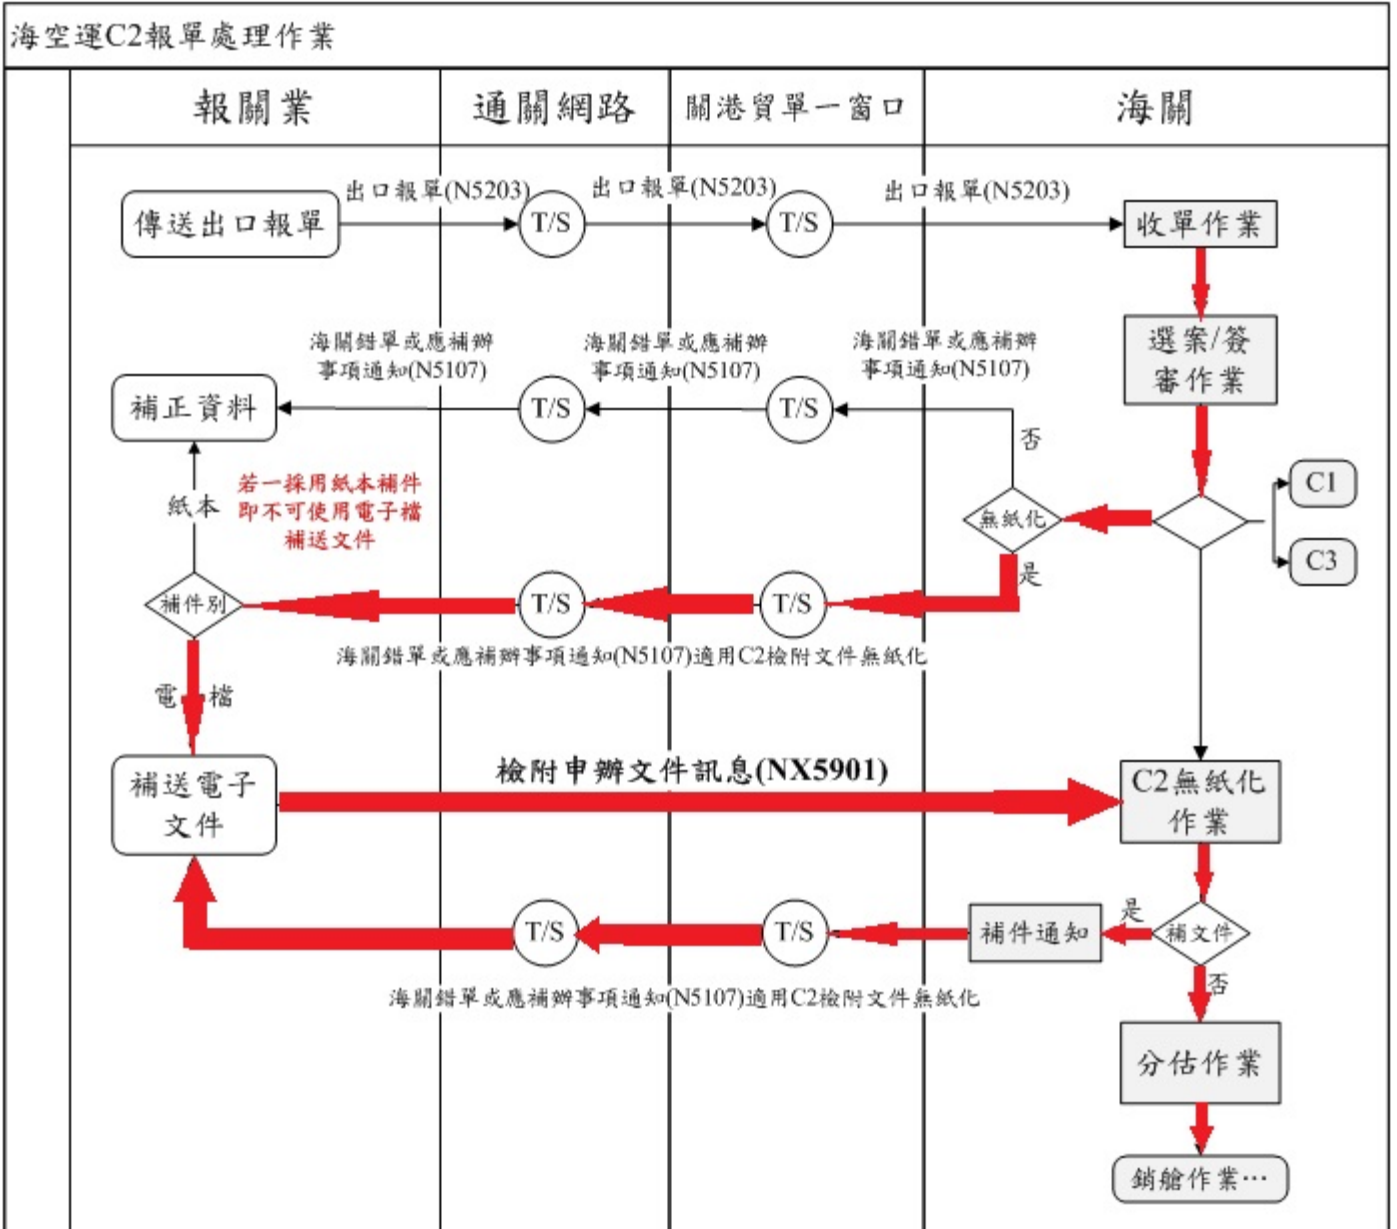 海空運C2報單處理作業
報關業
通關網路
關港貿單一窗口
海關
出口報單(N5203)
出口報單(N5203)
出口報單(N5203)
傳送出口報單
T/S
T/S
收單作業
海關錯單或應補辦
事項通知(N5107)
海關錯單或應補辦
事項通知(N5107)
海關錯單或應補辦
事項通知(N5107)
選案/簽
審作業
補正資料
T/S
T/S
否
紙本
若一採用紙本補件
即不可使用電子檔
補送文件
無紙化
C1
C3
是
補件別
T/S
T/S
海關錯單或應補辦事項通知(N5107)適用C2檢附文件無紙化
電 檔
檢附申辦文件訊息(NX5901)
補送電子
文件
C2無紙化
作業
T/S
T/S
補件通知
是
補文件
海關錯單或應補辦事項通知(N5107)適用C2檢附文件無紙化
否
分估作業
銷艙作業…